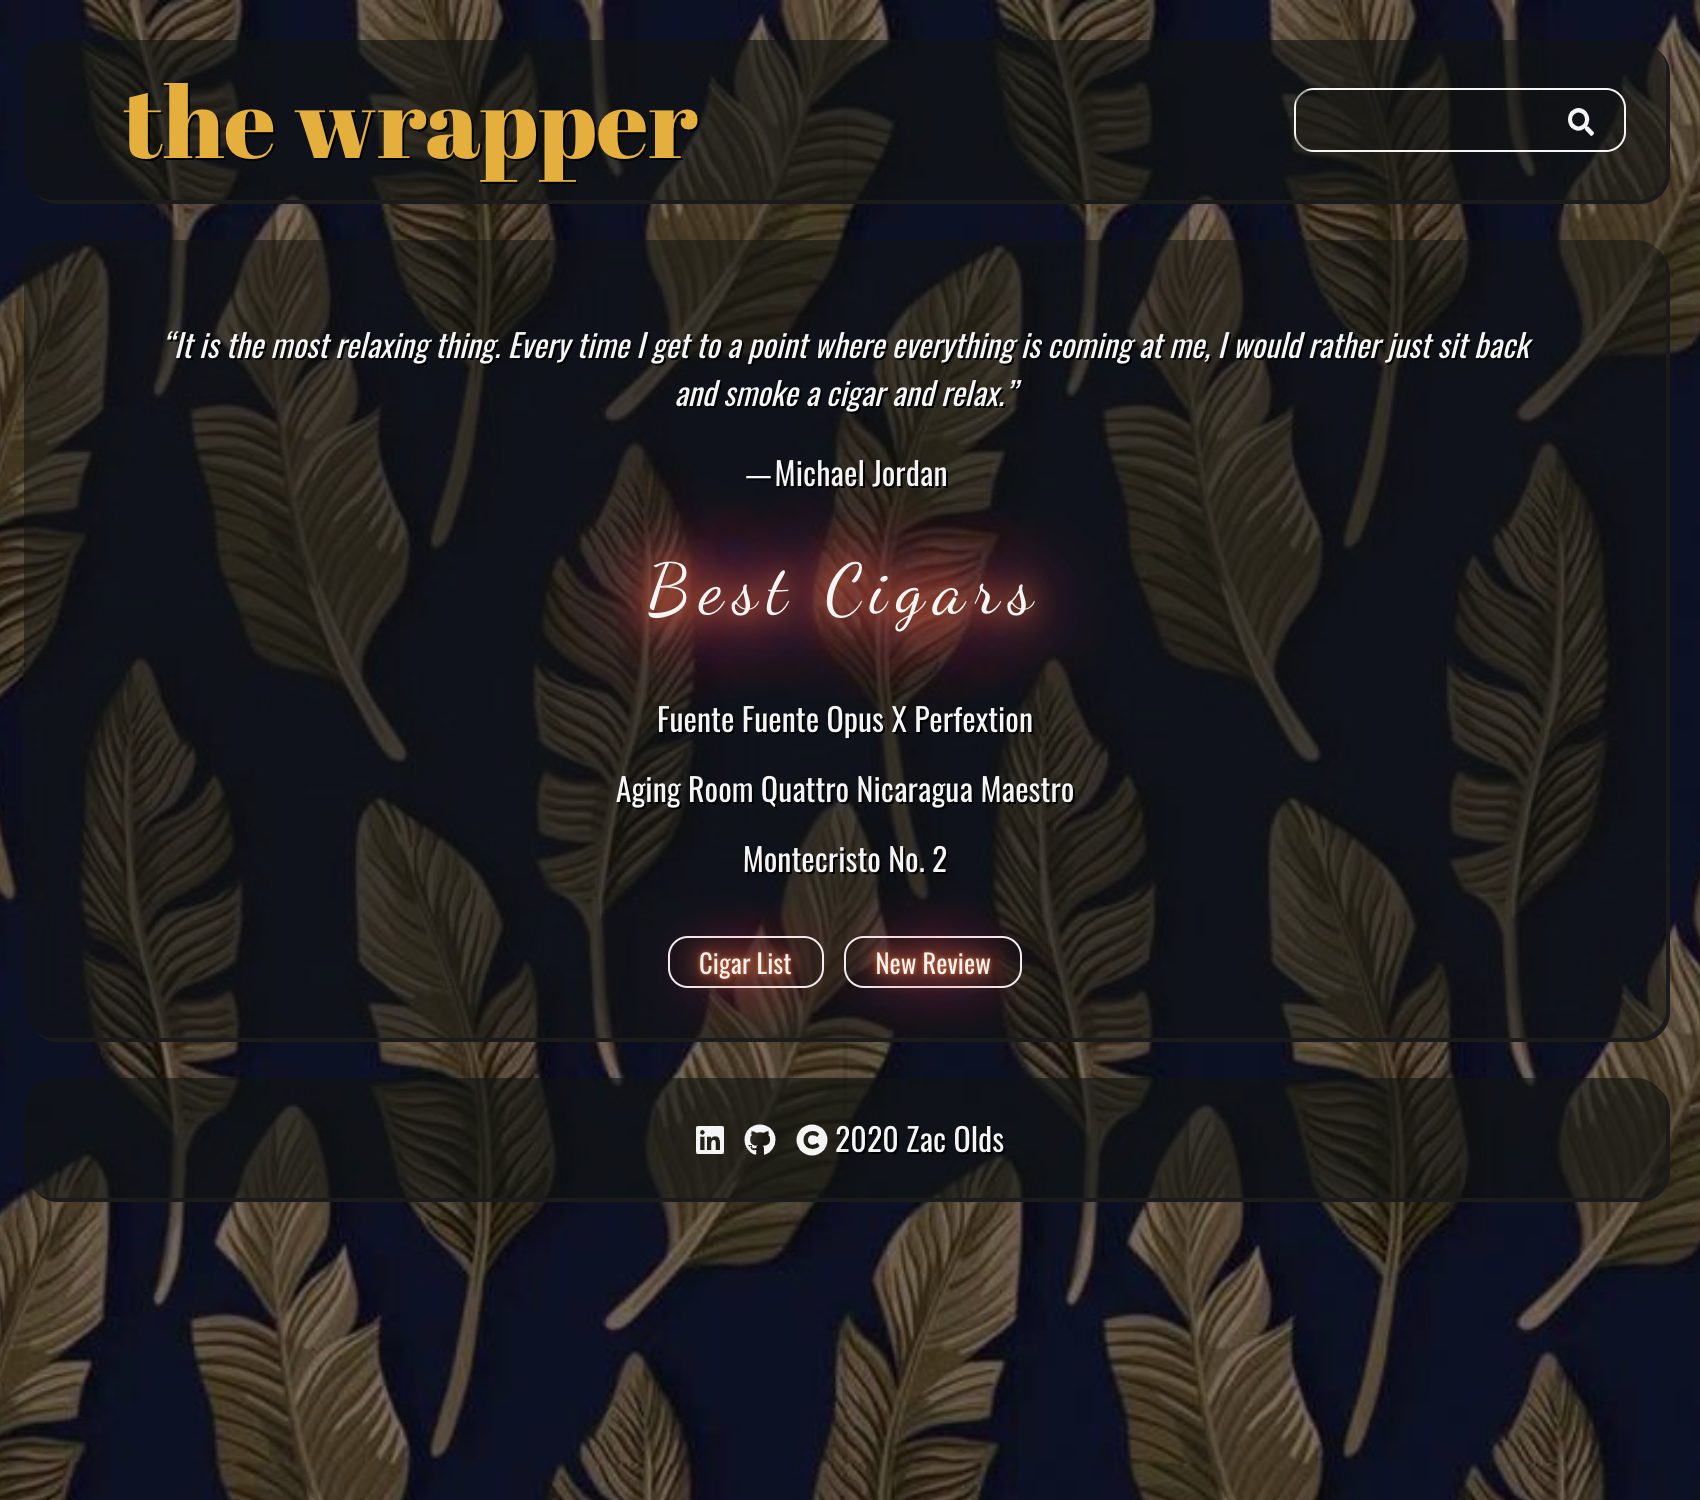 the wrapper
“It is the most relaxing thing. Every time I get to a point where everything is coming at me, I would rather just sit back
and smoke a cigar and relax.”
—Michael Jordan
Best Cigars
Fuente Fuente Opus X Perfextion
Aging Room Quattro Nicaragua Maestro
Montecristo No. 2
Cigar List
New Review
in © 2020 Zac Olds